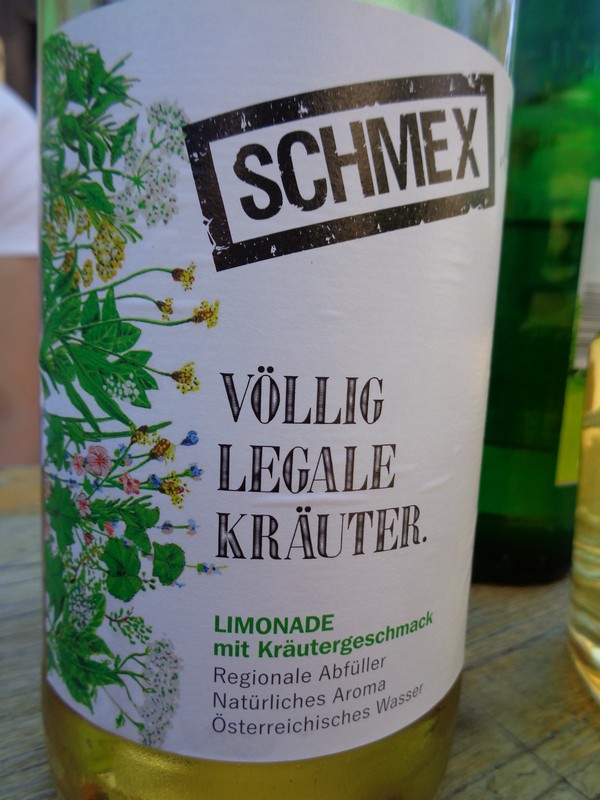 SCHMEX
VÖLLIG
LEGALE
KRÄUTER.
LIMONADE
mit Kräutergeschmack
Regionale Abfüller
Natürliches Aroma
Österreichisches Wasser